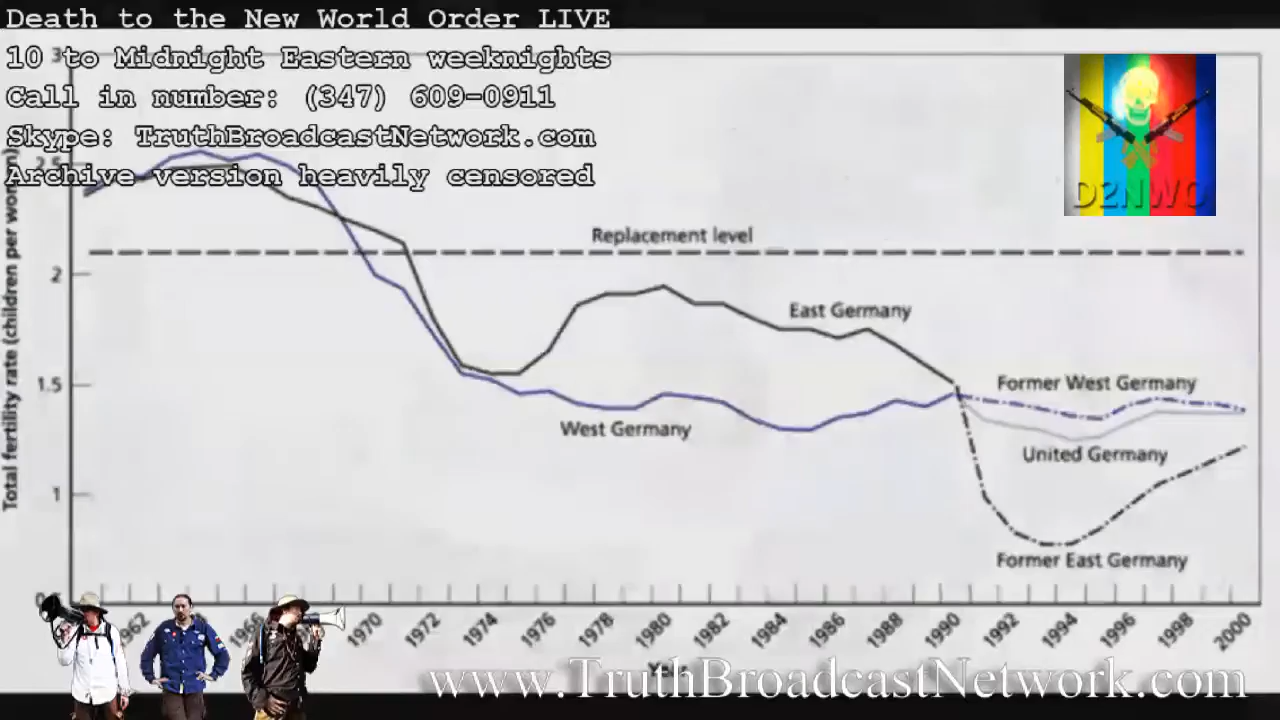 Death to the New World Order LIVE
10 to Midnight Eastern weeknights
Call in number: (347) 609-0911
Skype: TruthBroadcastNetwork.com
Archive version heavily censored
D2NWO
3
2.5
2
1.5
1
Total fertility rate (children per woman)
Replacement level
East Germany
West Germany
Former West Germany
United Germany
Former East Germany
1962 1966 1970 1972 1974 1976 1978 1980 1982 1984 1986 1988 1990 1992 1994 1996 1998 2000
www.TruthBroadcastNetwork.com